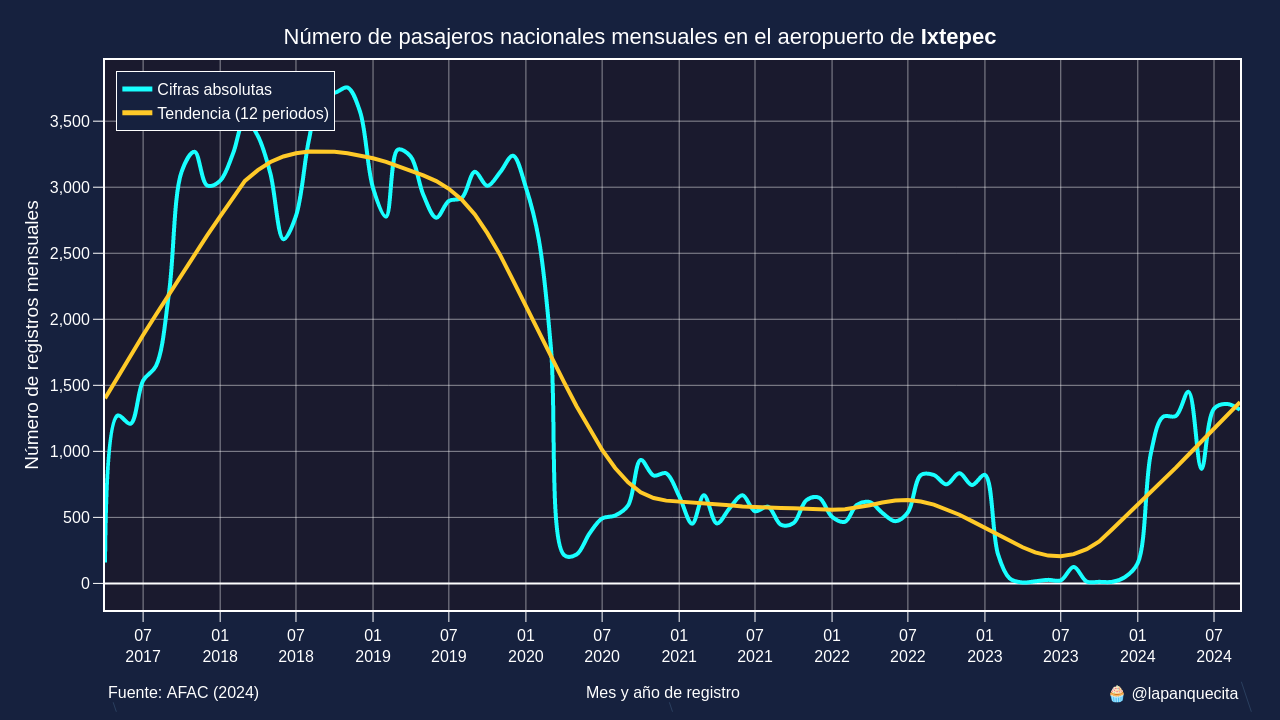 Número de pasajeros nacionales mensuales en el aeropuerto de Ixtepec
Cifras absolutas
Tendencia (12 periodos)
Número de registros mensuales
3,500
3,000
2,500
2,000
1,500
1,000
500
0
07 01 07 01 07 01 07 01 07 01 07 01 07 01 07
2017 2018 2018 2019 2019 2020 2020 2021 2021 2022 2022 2023 2023 2024 2024
Fuente: AFAC (2024) Mes y año de registro 🧁 @lapanquecita